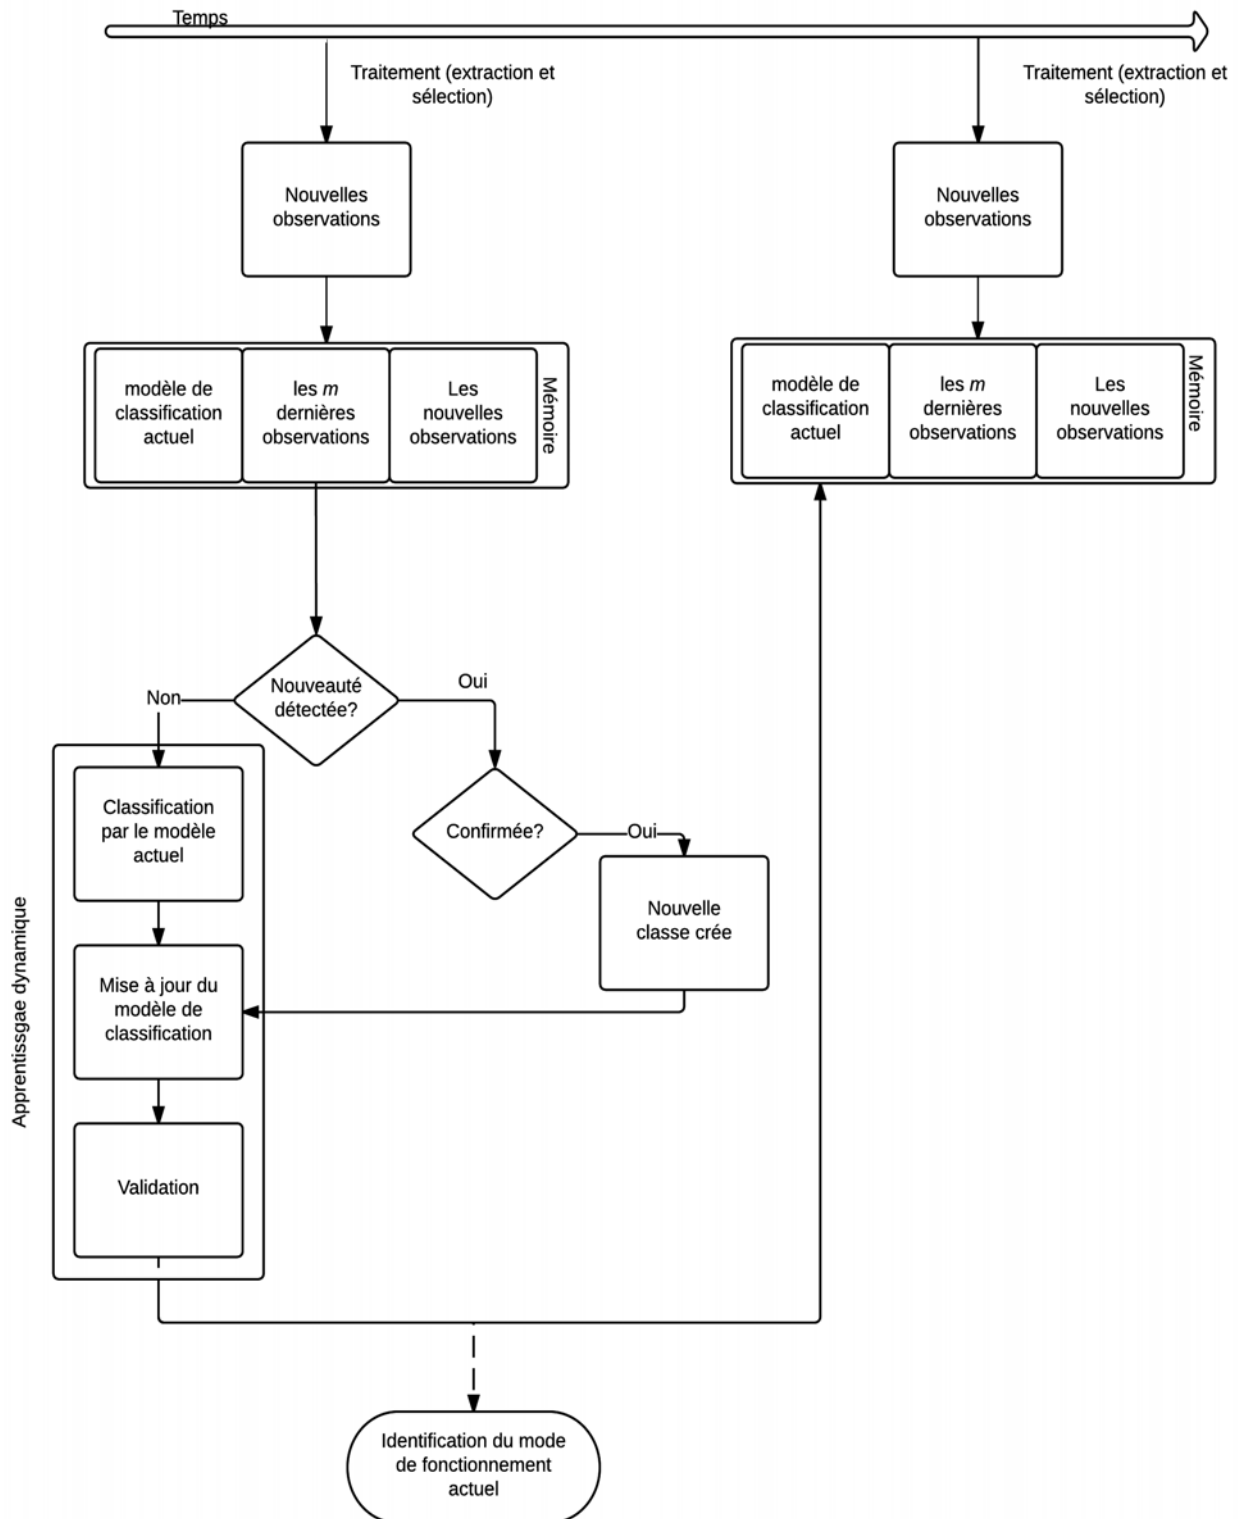 Temps
Traitement (extraction et
sélection)
Traitement (extraction et
sélection)
Nouvelles
observations
Nouvelles
observations
modèle de
classification
actuel
les m
dernières
observations
Les
nouvelles
observations
Mémoire
modèle de
classification
actuel
les m
dernières
observations
Les
nouvelles
observations
Mémoire
Nouveauté
détectée?
Non
Oui
Confirmée?
Oui
Nouvelle
classe crée
Apprentissgae dynamique
Classification
par le modèle
actuel
Mise à jour du
modèle de
classification
Validation
Identification du mode
de fonctionnement
actuel